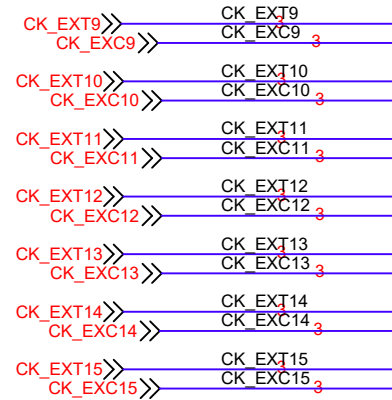 CK_EXT9 CK_EXT9 3
CK_EXC9 CK_EXC9 3
CK_EXT10 CK_EXT10 3
CK_EXC10 CK_EXC10 3
CK_EXT11 CK_EXT11 3
CK_EXC11 CK_EXC11 3
CK_EXT12 CK_EXT12 3
CK_EXC12 CK_EXC12 3
CK_EXT13 CK_EXT13 3
CK_EXC13 CK_EXC13 3
CK_EXT14 CK_EXT14 3
CK_EXC14 CK_EXC14 3
CK_EXT15 CK_EXT15 3
CK_EXC15 CK_EXC15 3